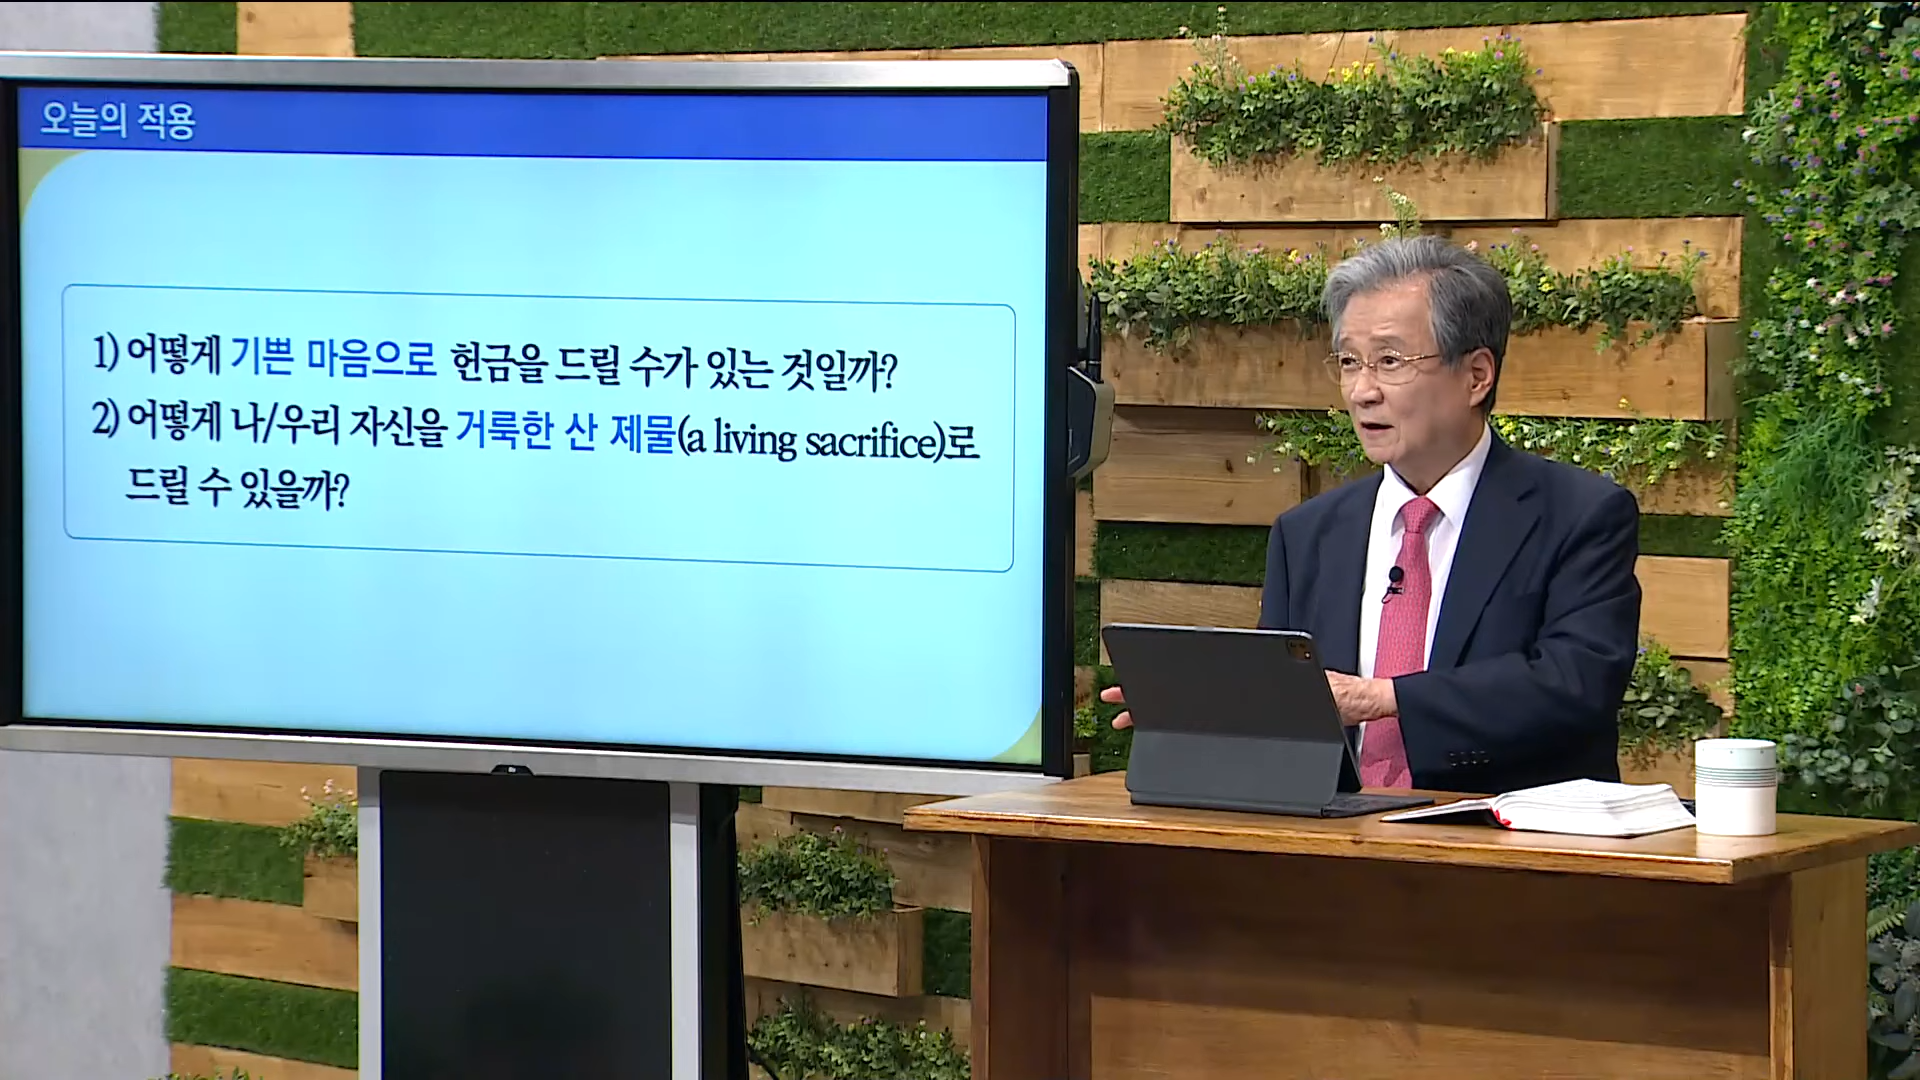 오늘의 적용
1) 어떻게 기쁜 마음으로 헌금을 드릴 수가 있는 것일까?
2) 어떻게 나/우리 자신을 거룩한 산 제물(a living sacrifice)로
드릴 수 있을까?